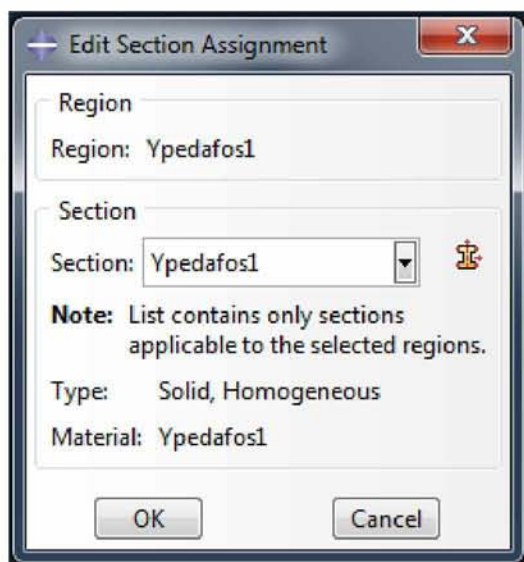 Edit Section Assignment
Region
Region: Ypedafos1
Section
Section: Ypedafos1
Note: List contains only sections
applicable to the selected regions.
Type: Solid, Homogeneous
Material: Ypedafos1
OK Cancel